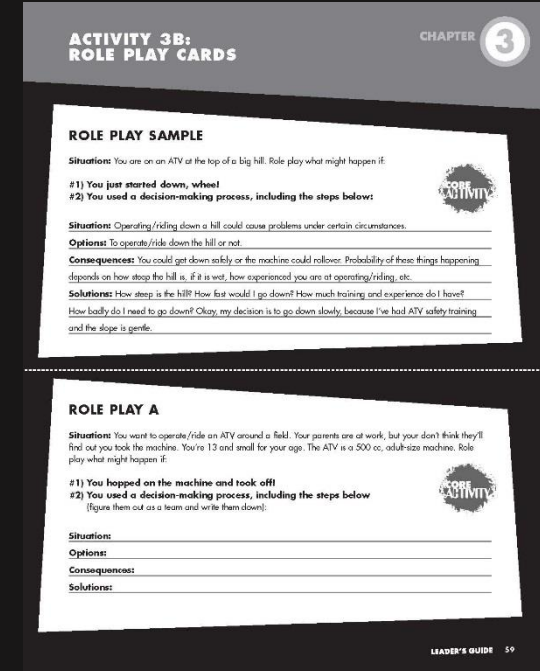 ACTIVITY 3B:
ROLE PLAY CARDS
CHAPTER 3
ROLE PLAY SAMPLE
Situation: You are on an ATV at the top of a big hill. Role play what might happen if:
#1) You just started down, whee!
#2) You used a decision-making process, including the steps below:
CORE
ACTIVITY
Situation: Operating/riding down a hill could cause problems under certain circumstances.
Options: To operate/ride down the hill or not.
Consequences: You could get down safely or the machine could rollover. Probability of these things happening
depends on how steep the hill is, if it is wet, how experienced you are at operating/riding, etc.
Solutions: How steep is the hill? How fast would I go down? How much training and experience do I have?
How badly do I need to go down? Okay, my decision is to go down slowly, because I've had ATV safety training
and the slope is gentle.
ROLE PLAY A
Situation: You want to operate/ride an ATV around a field. Your parents are at work, but your don't think they'll
find out you took the machine. You're 13 and small for your age. The ATV is a 500 cc, adult-size machine. Role
play what might happen if:
#1) You hopped on the machine and took off!
#2) You used a decision-making process, including the steps below
(figure them out as a team and write them down):
CORE
ACTIVITY
Situation:
Options:
Consequences:
Solutions:
LEADER'S GUIDE 59